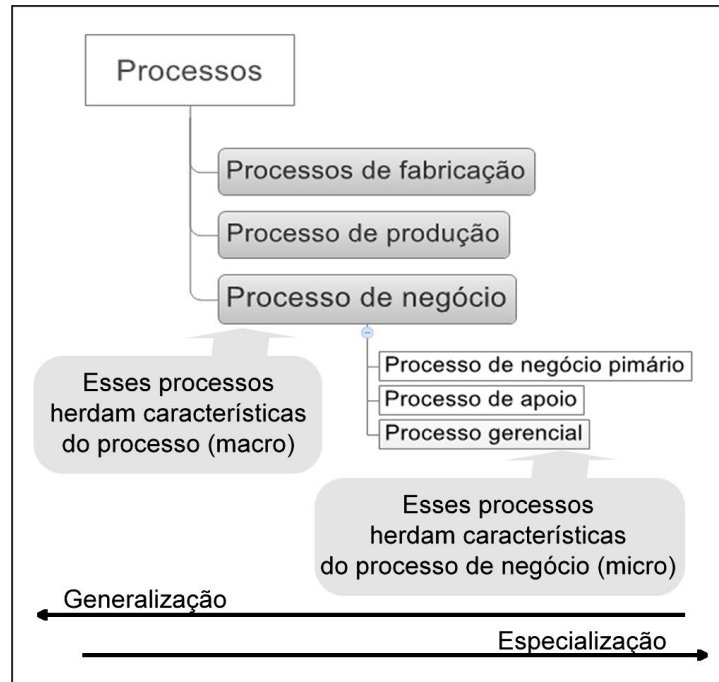 Processos
Processos de fabricação
Processo de produção
Processo de negócio
Esses processos
herdam características
do processo (macro)
Processo de negócio pimário
Processo de apoio
Processo gerencial
Esses processos
herdam características
do processo de negócio (micro)
Generalização
Especialização